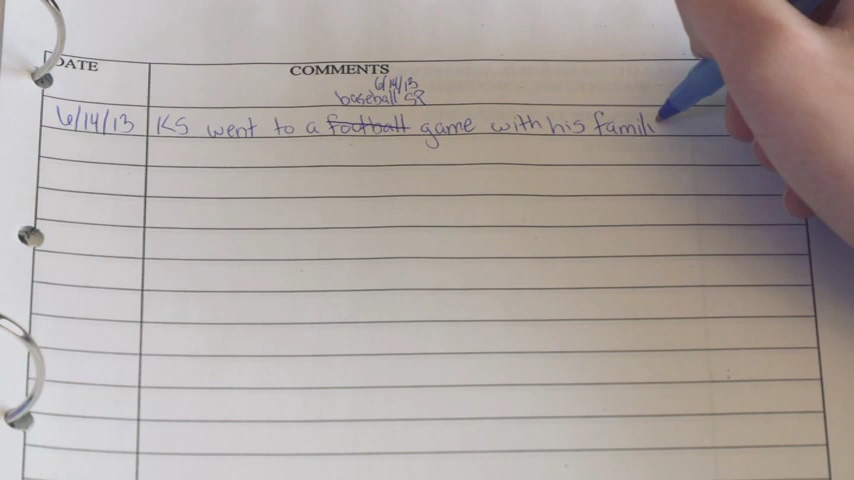 DATE COMMENTS
6/14/13
baseball SR
6/14/13 KS went to a football game with his famil